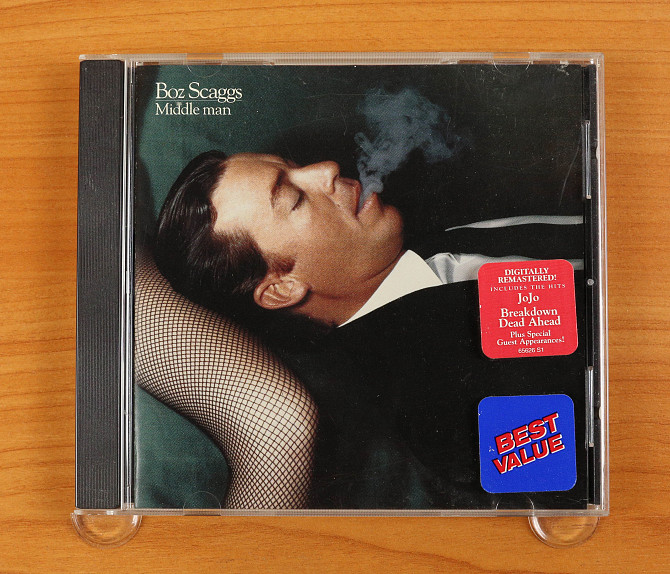 Boz Scaggs
Middle man
DIGITALLY
REMASTERED!
INCLUDES THE HITS
JoJo
Breakdown
Dead Ahead
Plus Special
Guest Appearances!
65626 S1
BEST
VALUE